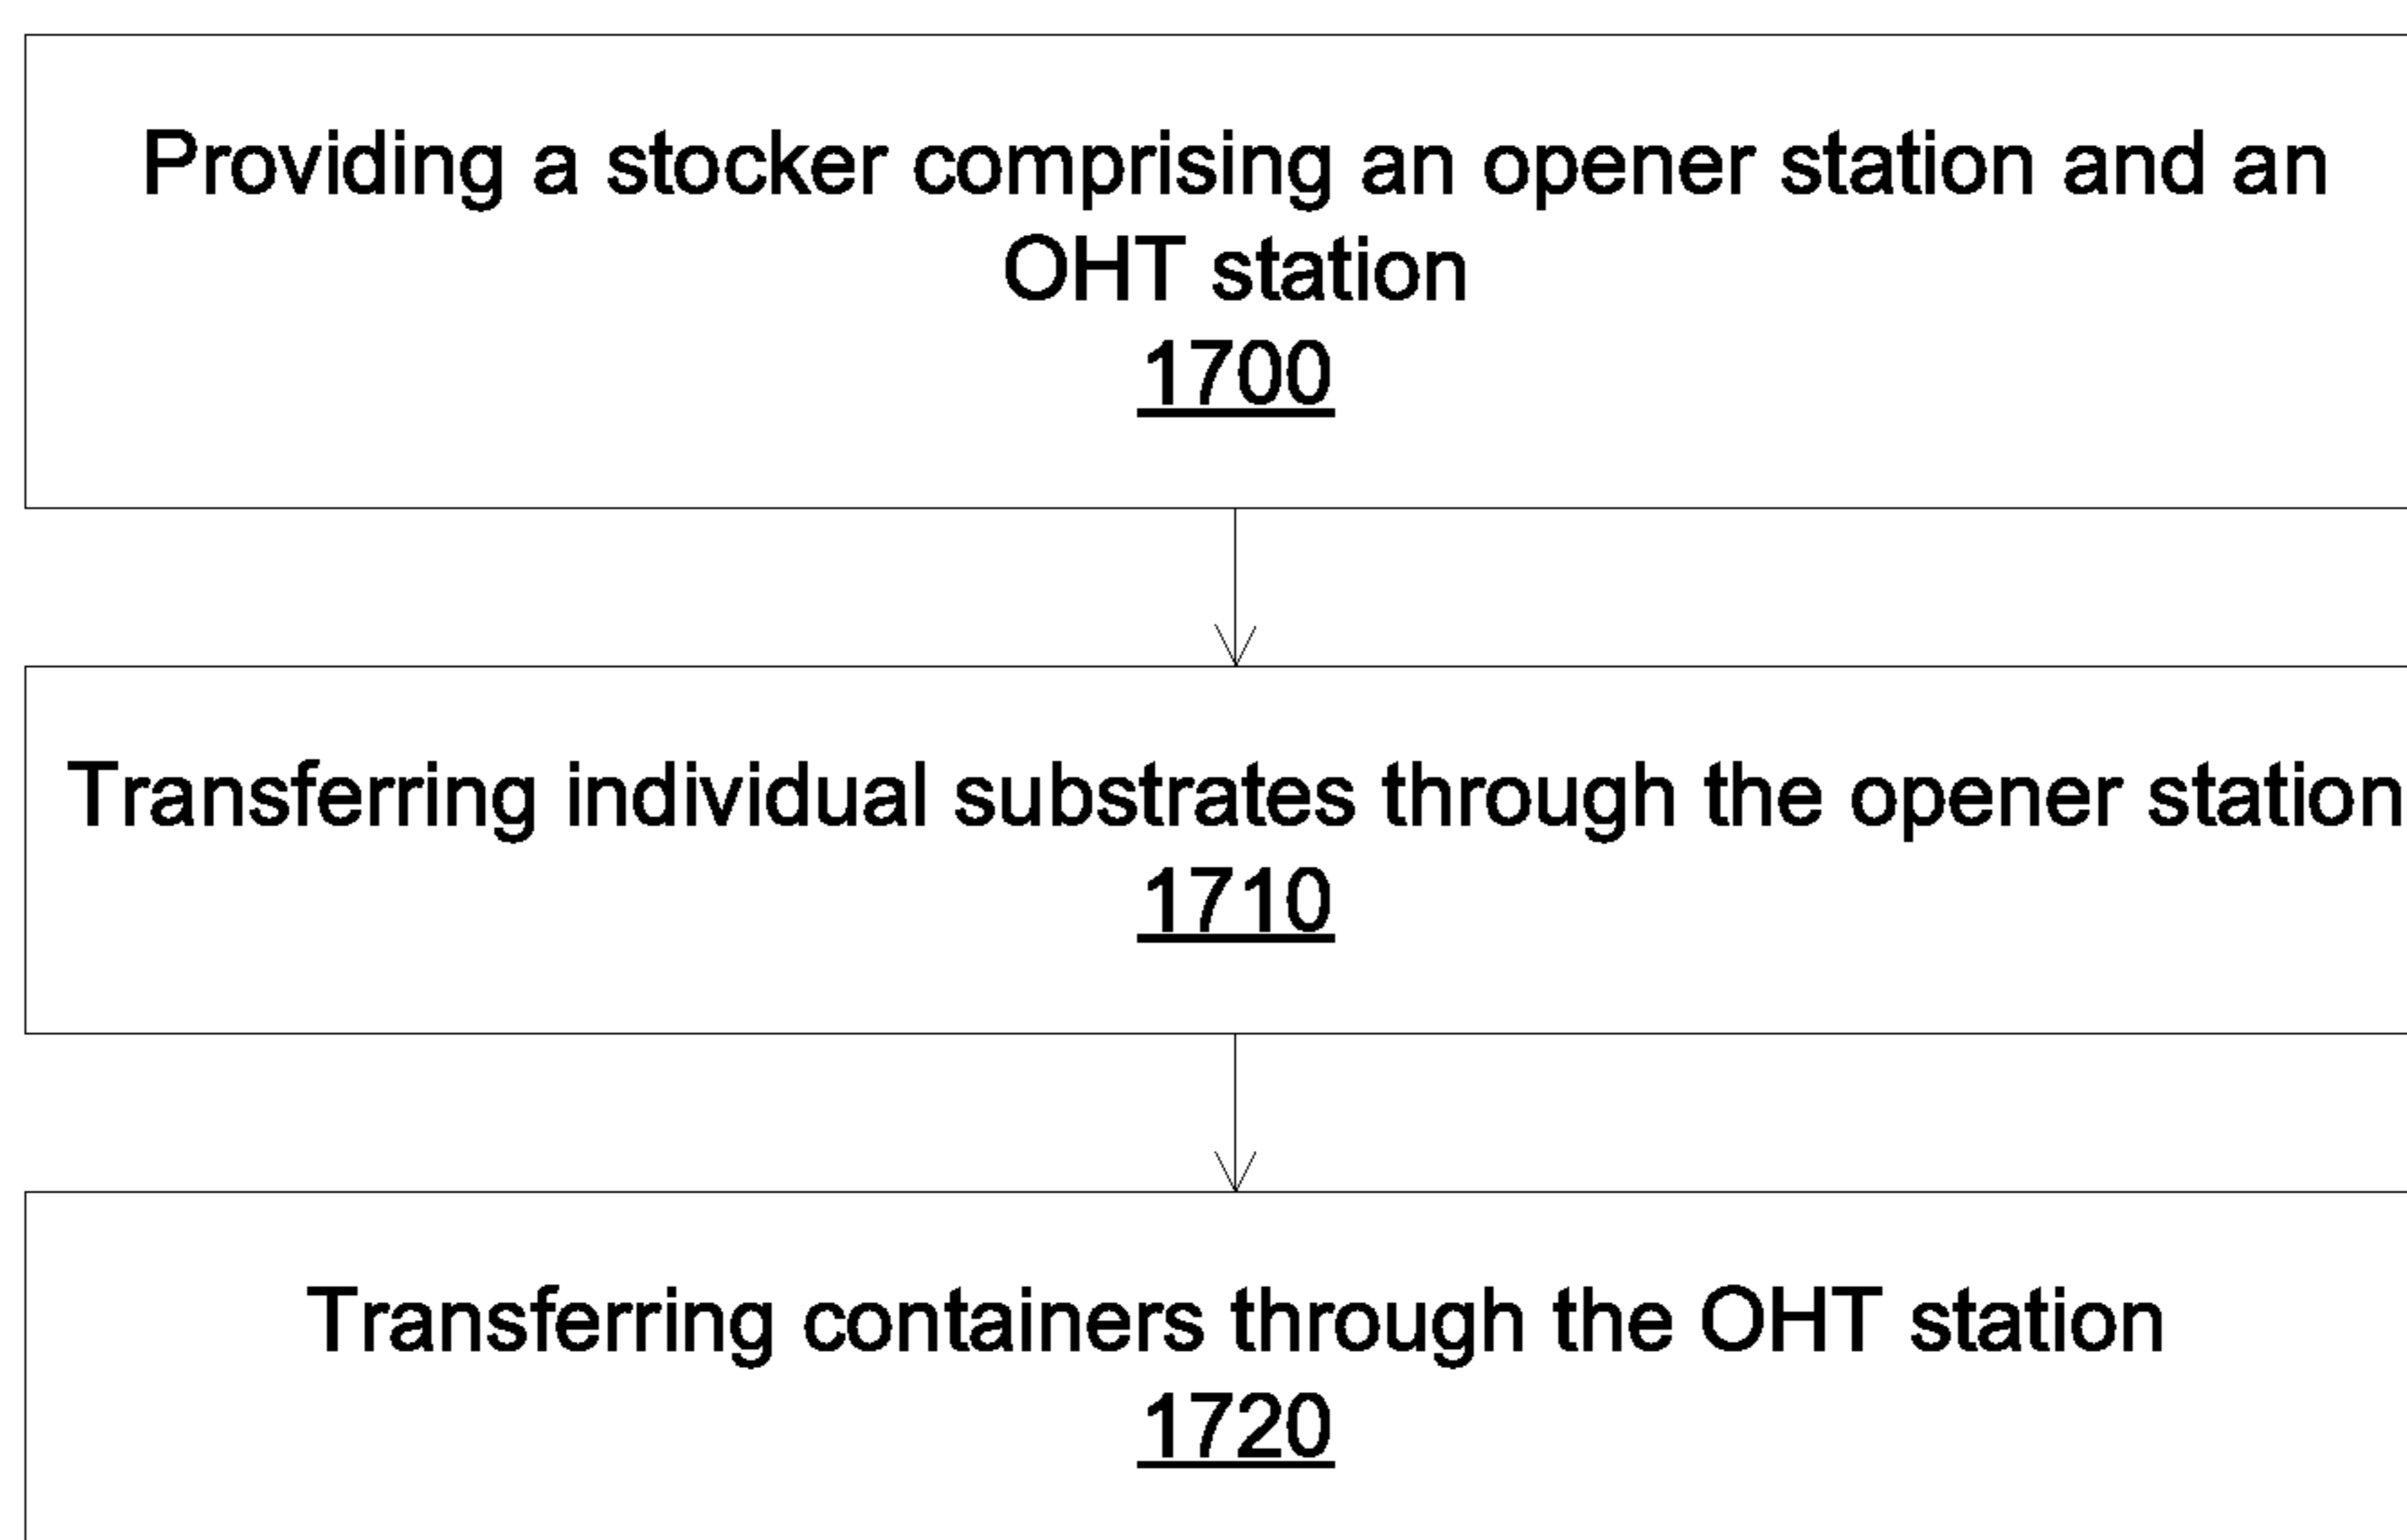 Providing a stocker comprising an opener station and an
OHT station
1700
Transferring individual substrates through the opener station
1710
Transferring containers through the OHT station
1720